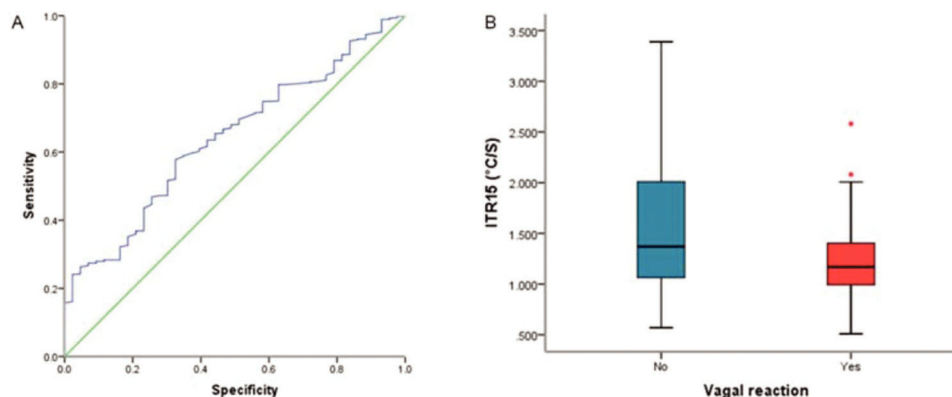 A
1.0
0.8
0.6
0.4
0.2
0.0
Sensitivity
0.0 0.2 0.4 0.6 0.8 1.0
Specificity
B
3.500
3.000
2.500
2.000
1.500
1.000
.500
ITR15 (°C/S)
No Yes
Vagal reaction